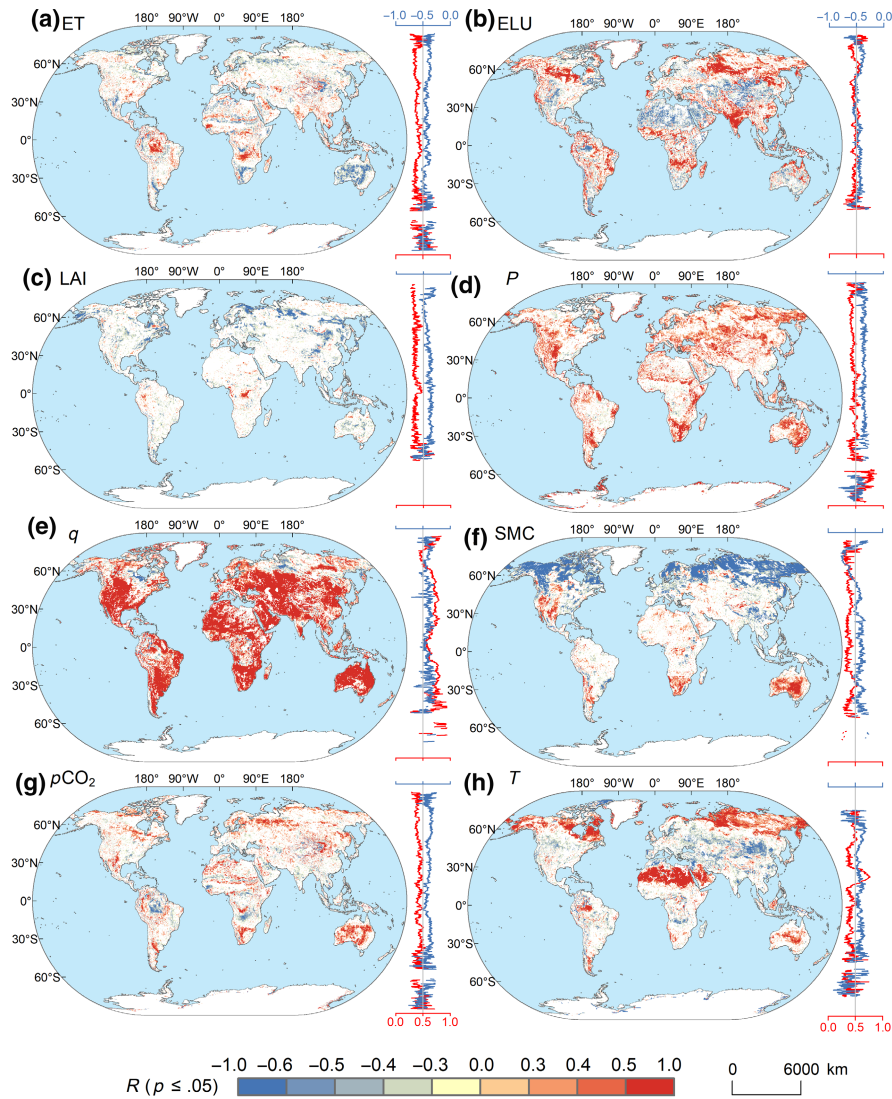 (a) ET
180° 90°W 0° 90°E 180°
−1.0 −0.5 0.0
60°N
30°N
0°
30°S
60°S
(b) ELU
180° 90°W 0° 90°E 180°
−1.0 −0.5 0.0
60°N
30°N
0°
30°S
60°S
(c) LAI
180° 90°W 0° 90°E 180°
60°N
30°N
0°
30°S
60°S
(d) P
180° 90°W 0° 90°E 180°
60°N
30°N
0°
30°S
60°S
(e) q
180° 90°W 0° 90°E 180°
60°N
30°N
0°
30°S
60°S
(f) SMC
180° 90°W 0° 90°E 180°
60°N
30°N
0°
30°S
60°S
(g) pCO₂
180° 90°W 0° 90°E 180°
60°N
30°N
0°
30°S
60°S
0.0 0.5 1.0
(h) T
180° 90°W 0° 90°E 180°
60°N
30°N
0°
30°S
60°S
0.0 0.5 1.0
−1.0 −0.6 −0.5 −0.4 −0.3 0.0 0.3 0.4 0.5 1.0
R ( p ≤ .05)
0 6000 km